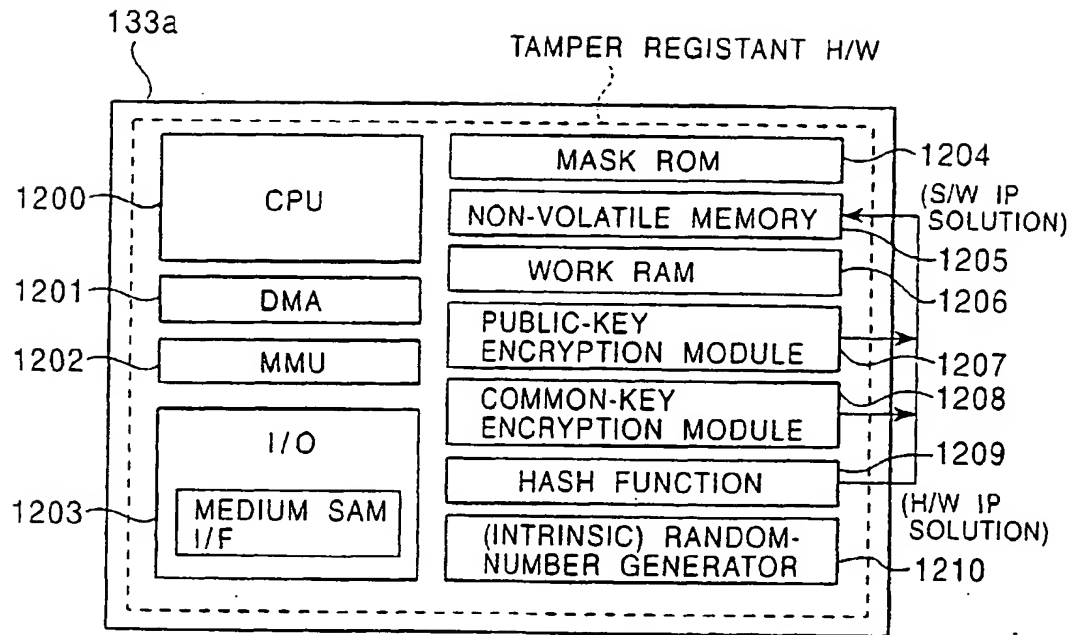 133a
TAMPER REGISTANT H/W
1200
CPU
1201
DMA
1202
MMU
1203
I/O
MEDIUM SAM
I/F
MASK ROM
1204
NON-VOLATILE MEMORY
(S/W IP
SOLUTION)
1205
WORK RAM
1206
PUBLIC-KEY
ENCRYPTION MODULE
1207
COMMON-KEY
ENCRYPTION MODULE
1208
HASH FUNCTION
1209
(H/W IP
SOLUTION)
(INTRINSIC) RANDOM-
NUMBER GENERATOR
1210